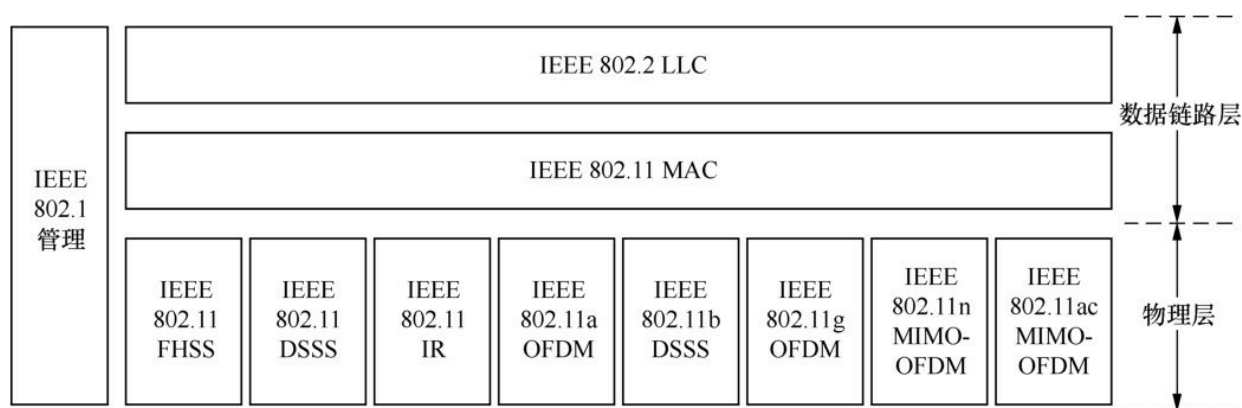 IEEE 802.2 LLC
数据链路层
IEEE 802.11 MAC
IEEE
802.1
管理
IEEE
802.11
FHSS
IEEE
802.11
DSSS
IEEE
802.11
IR
IEEE
802.11a
OFDM
IEEE
802.11b
DSSS
IEEE
802.11g
OFDM
IEEE
802.11n
MIMO-
OFDM
IEEE
802.11ac
MIMO-
OFDM
物理层